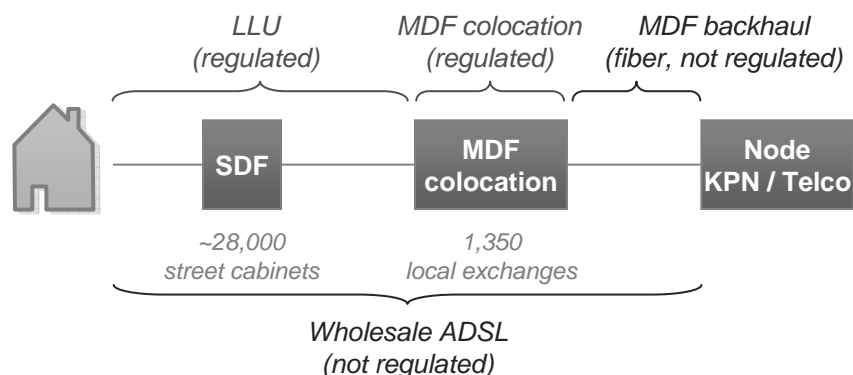 LLU
(regulated)
MDF colocation
(regulated)
MDF backhaul
(fiber, not regulated)
SDF
MDF
colocation
Node
KPN / Telco
~28,000
street cabinets
1,350
local exchanges
Wholesale ADSL
(not regulated)